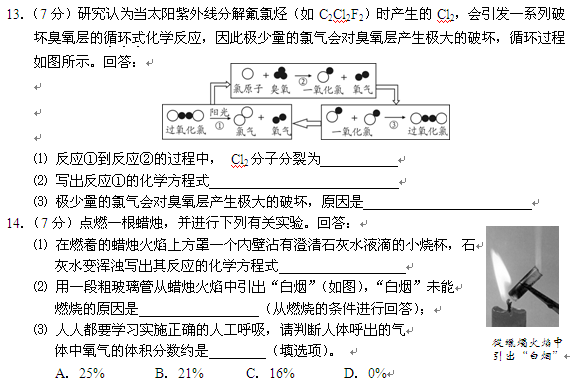 13.（7 分）研究认为当太阳紫外线分解氟氯烃（如 C₂Cl₂F₂）时产生的 Cl₂，会引发一系列破
坏臭氧层的循环式化学反应，因此极少量的氯气会对臭氧层产生极大的破坏，循环过程
如图所示。回答：
氯原子 + 臭氧 ② 一氧化氯 + 氧气
过氧化氯 阳光 ① 氯气 + 氧气
一氧化氯 + ③ 过氧化氯
⑴ 反应①到反应②的过程中， Cl₂分子分裂为__________
⑵ 写出反应①的化学方程式________________________
⑶ 极少量的氯气会对臭氧层产生极大的破坏，原因是______________________
14.（7 分）点燃一根蜡烛，并进行下列有关实验。回答：
⑴ 在燃着的蜡烛火焰上方罩一个内壁沾有澄清石灰水液滴的小烧杯，石
灰水变浑浊写出其反应的化学方程式________________
⑵ 用一段粗玻璃管从蜡烛火焰中引出“白烟”（如图），“白烟”未能
燃烧的原因是________________（从燃烧的条件进行回答）；
⑶ 人人都要学习实施正确的人工呼吸，请判断人体呼出的气
体中氧气的体积分数约是________（填选项）。
A．25% B．21% C．16% D．0%
從蠟燭火焰中
引出“白烟”